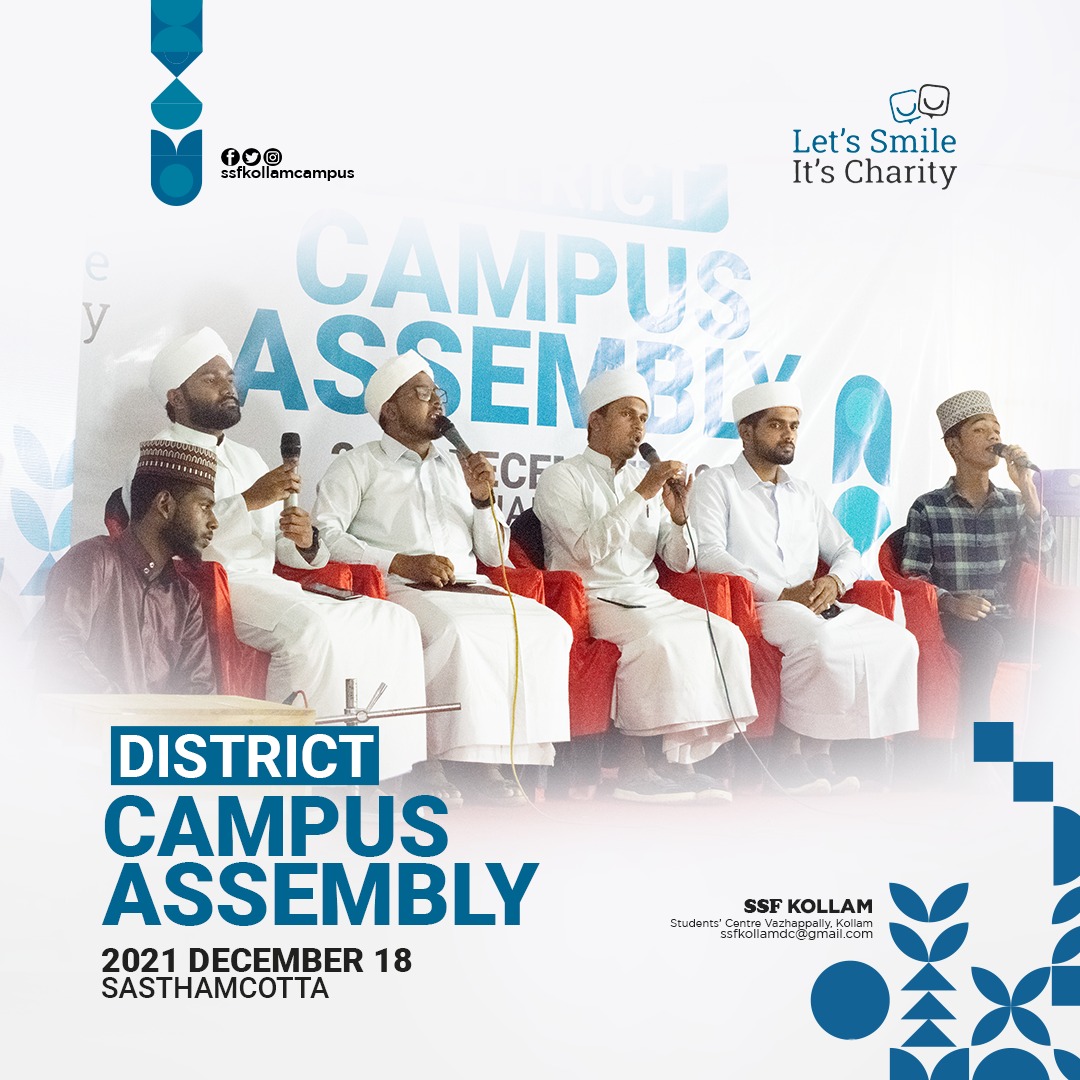 ssfkollamcampus
Let's Smile
It's Charity
CAMPUS
ASSEMBLY
DISTRICT
CAMPUS
ASSEMBLY
2021 DECEMBER 18
SASTHAMCOTTA
SSF KOLLAM
Students' Centre Vazhappally, Kollam
ssfkollamdc@gmail.com